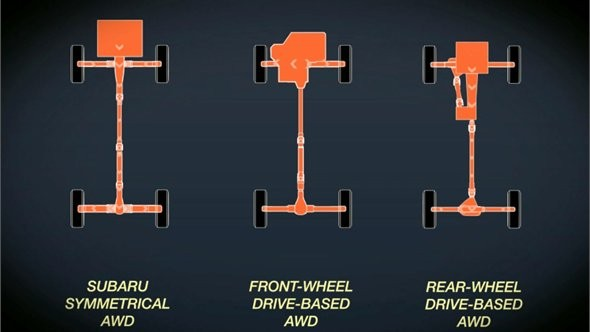 SUBARU
SYMMETRICAL
AWD
FRONT-WHEEL
DRIVE-BASED
AWD
REAR-WHEEL
DRIVE-BASED
AWD